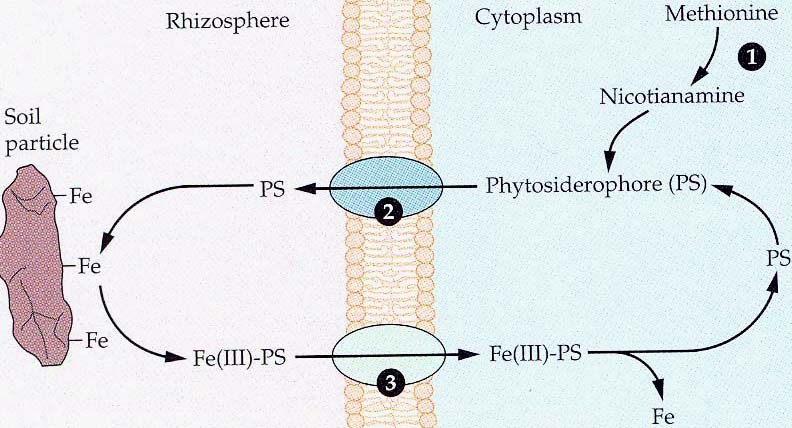 Rhizosphere
Cytoplasm
Methionine
1
Nicotianamine
Soil
particle
Fe
PS
2
Phytosiderophore (PS)
Fe
PS
Fe
Fe(III)-PS
3
Fe(III)-PS
Fe